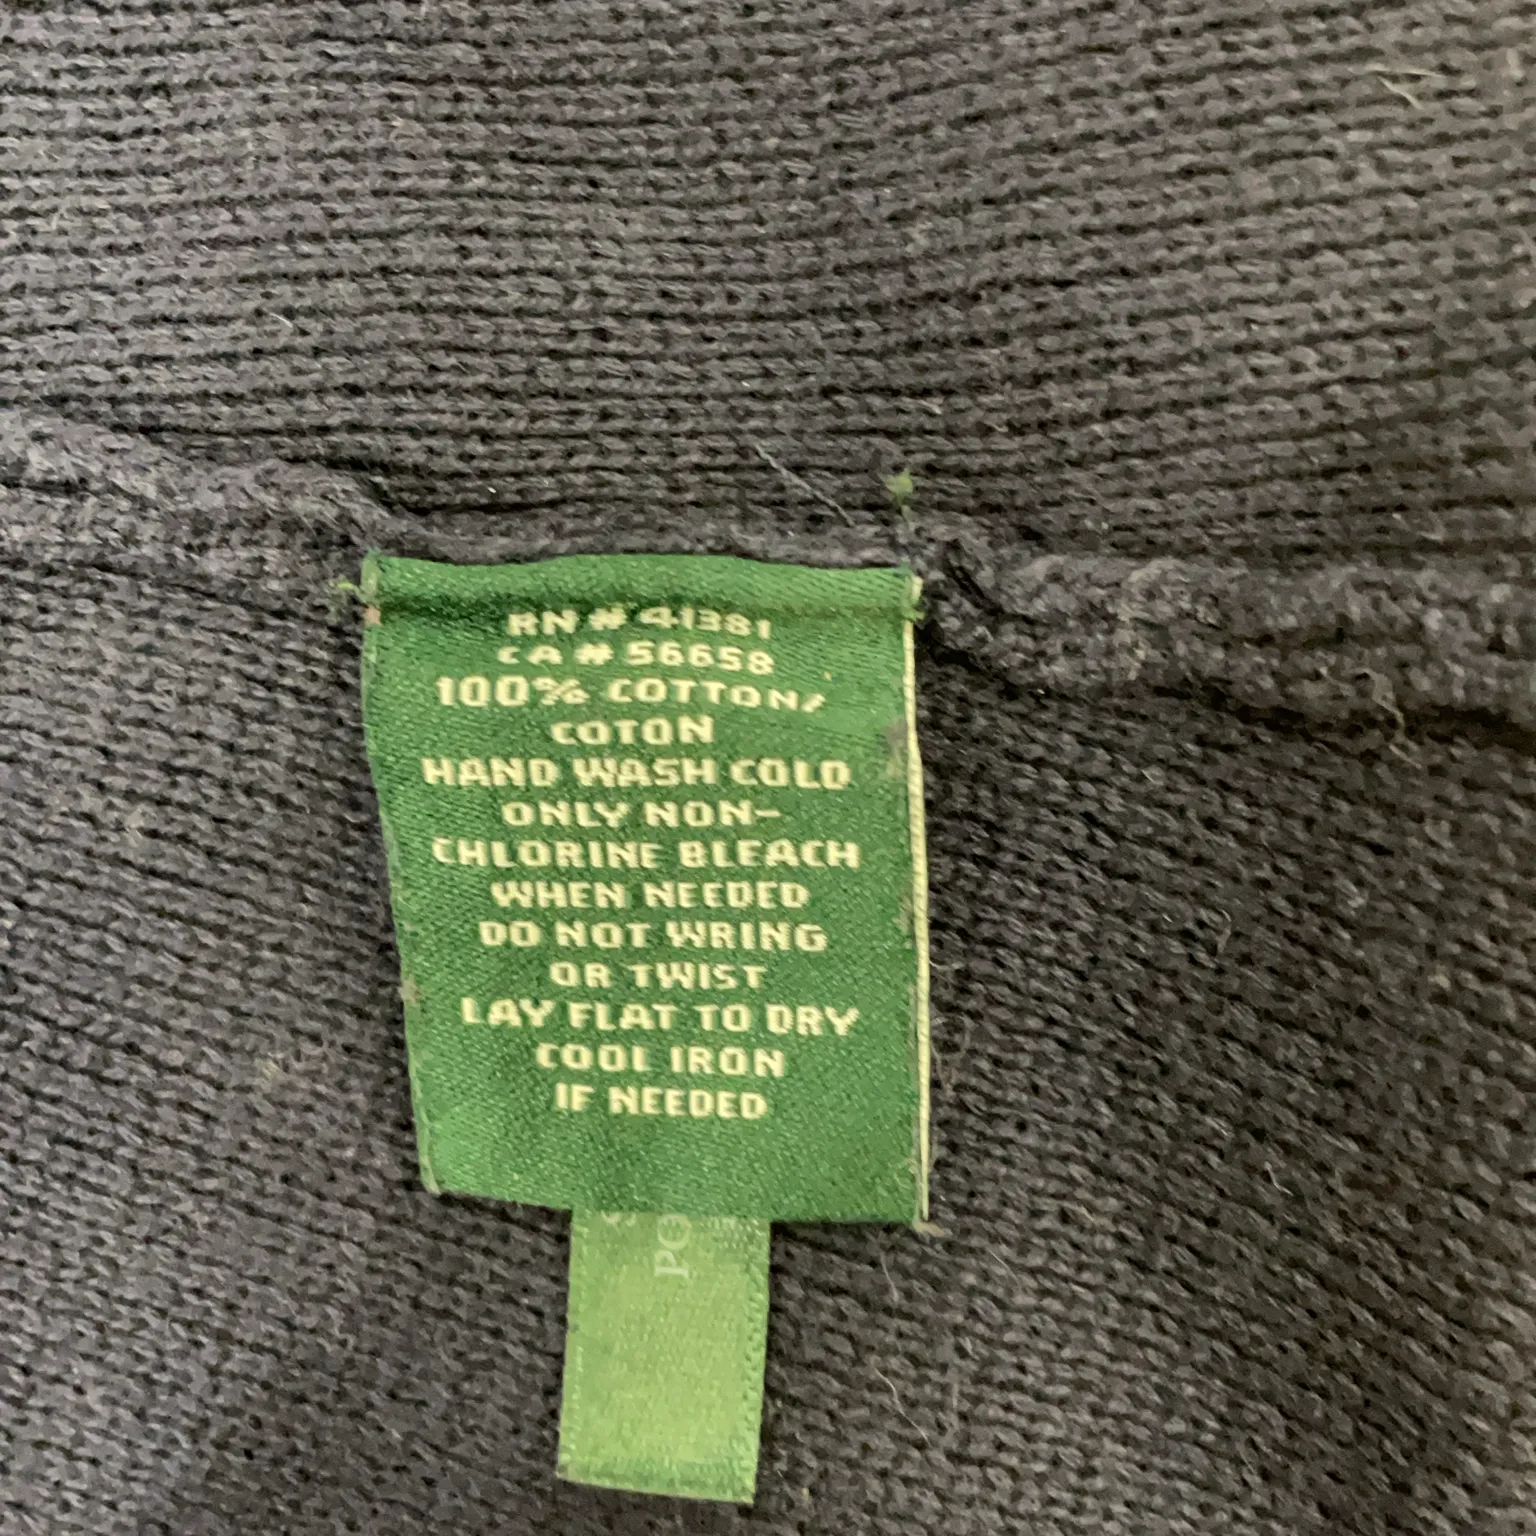 RN # 41381
CA # 56658
100% COTTON/
COTON
HAND WASH COLD
ONLY NON-
CHLORINE BLEACH
WHEN NEEDED
DO NOT WRING
OR TWIST
LAY FLAT TO DRY
COOL IRON
IF NEEDED